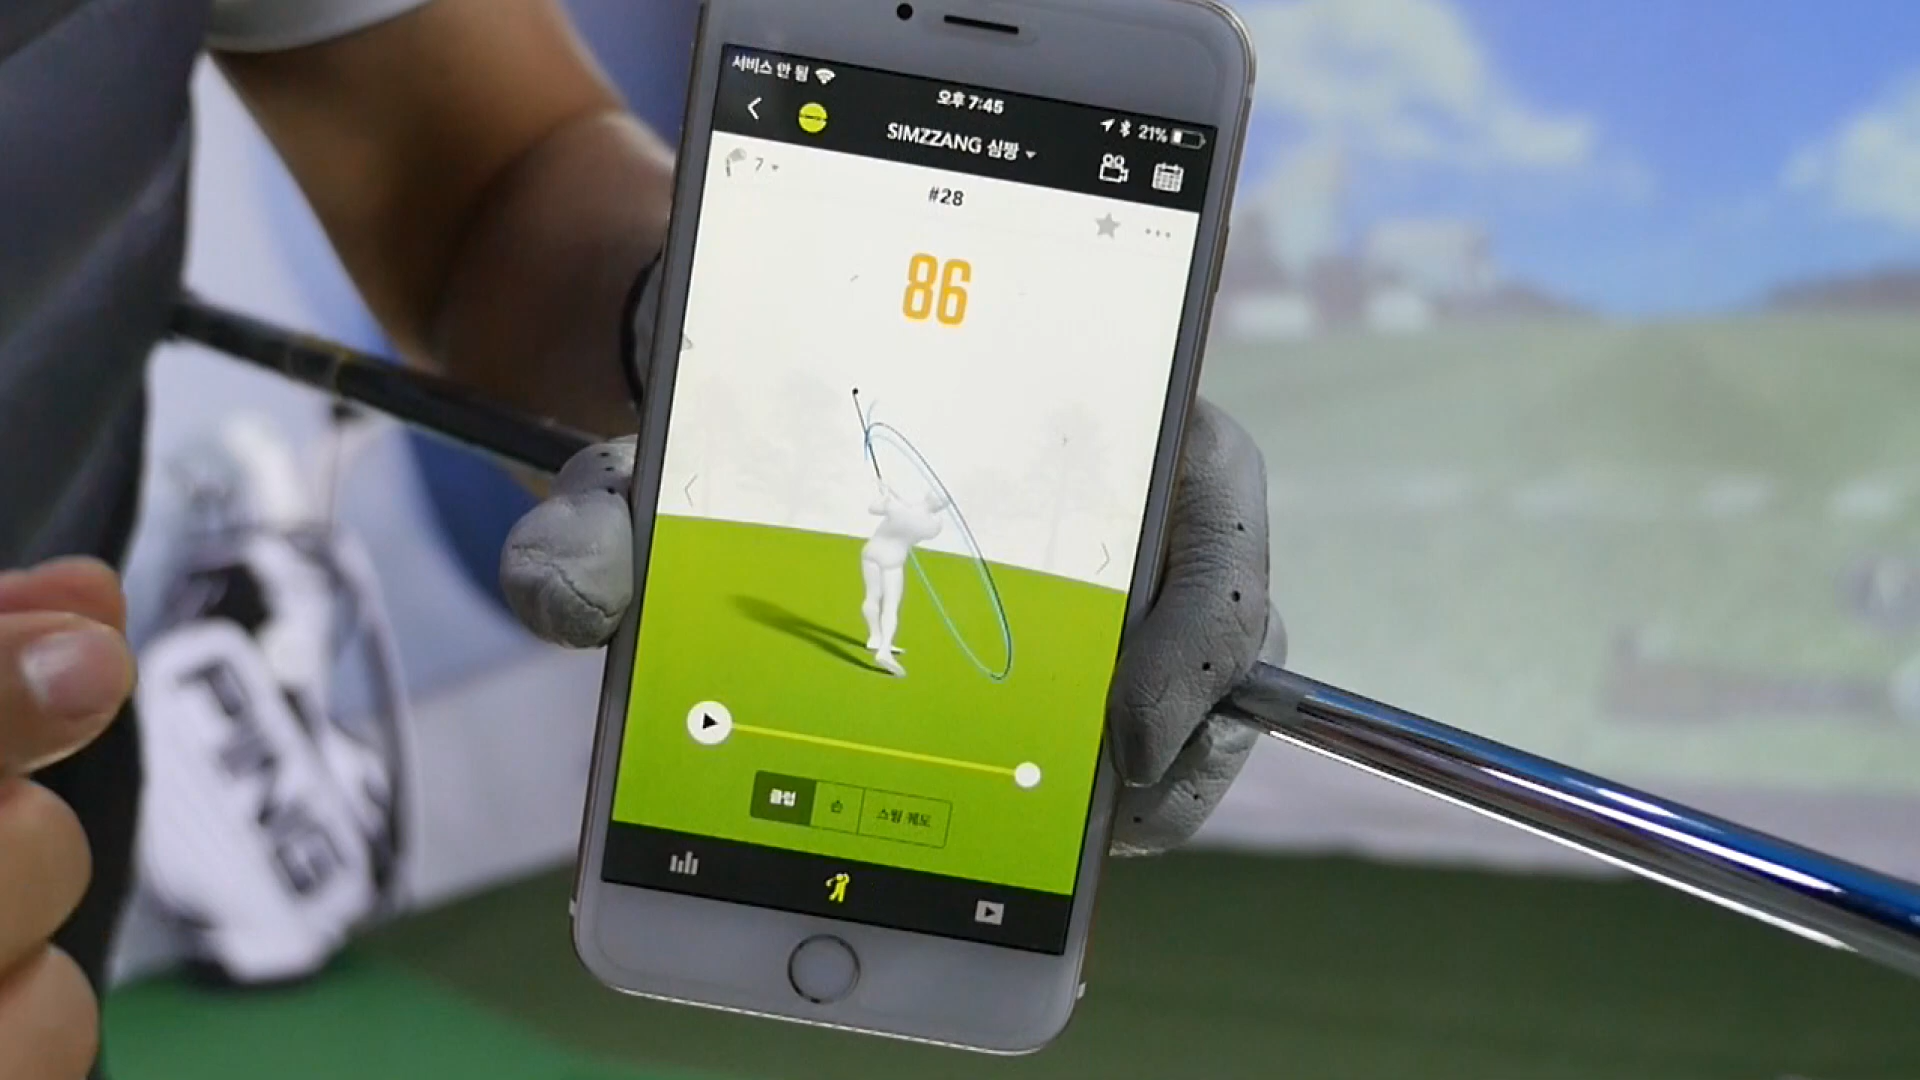 서비스 안 됨
오후 7:45
21%
SIMZZANG 심짱
7
#28
86
클럽
손
스윙 궤도
PING